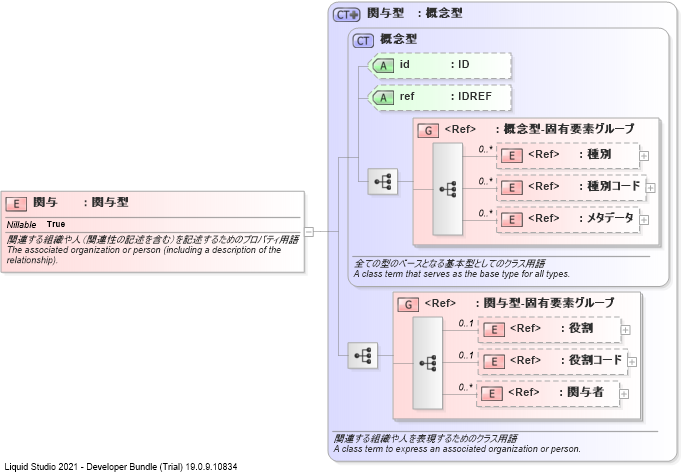 CT 関与型 : 概念型
CT 概念型
A id : ID
A ref : IDREF
G <Ref> : 概念型-固有要素グループ
0..* E <Ref> : 種別
0..* E <Ref> : 種別コード
0..* E <Ref> : メタデータ
全ての型のベースとなる基本型としてのクラス用語
A class term that serves as the base type for all types.
E 関与 : 関与型
Nillable True
関連する組織や人(関連性の記述を含む)を記述するためのプロパティ用語
The associated organization or person (including a description of the
relationship).
G <Ref> : 関与型-固有要素グループ
0..1 E <Ref> : 役割
0..1 E <Ref> : 役割コード
0..* E <Ref> : 関与者
関連する組織や人を表現するためのクラス用語
A class term to express an associated organization or person.
Liquid Studio 2021 - Developer Bundle (Trial) 19.0.9.10834